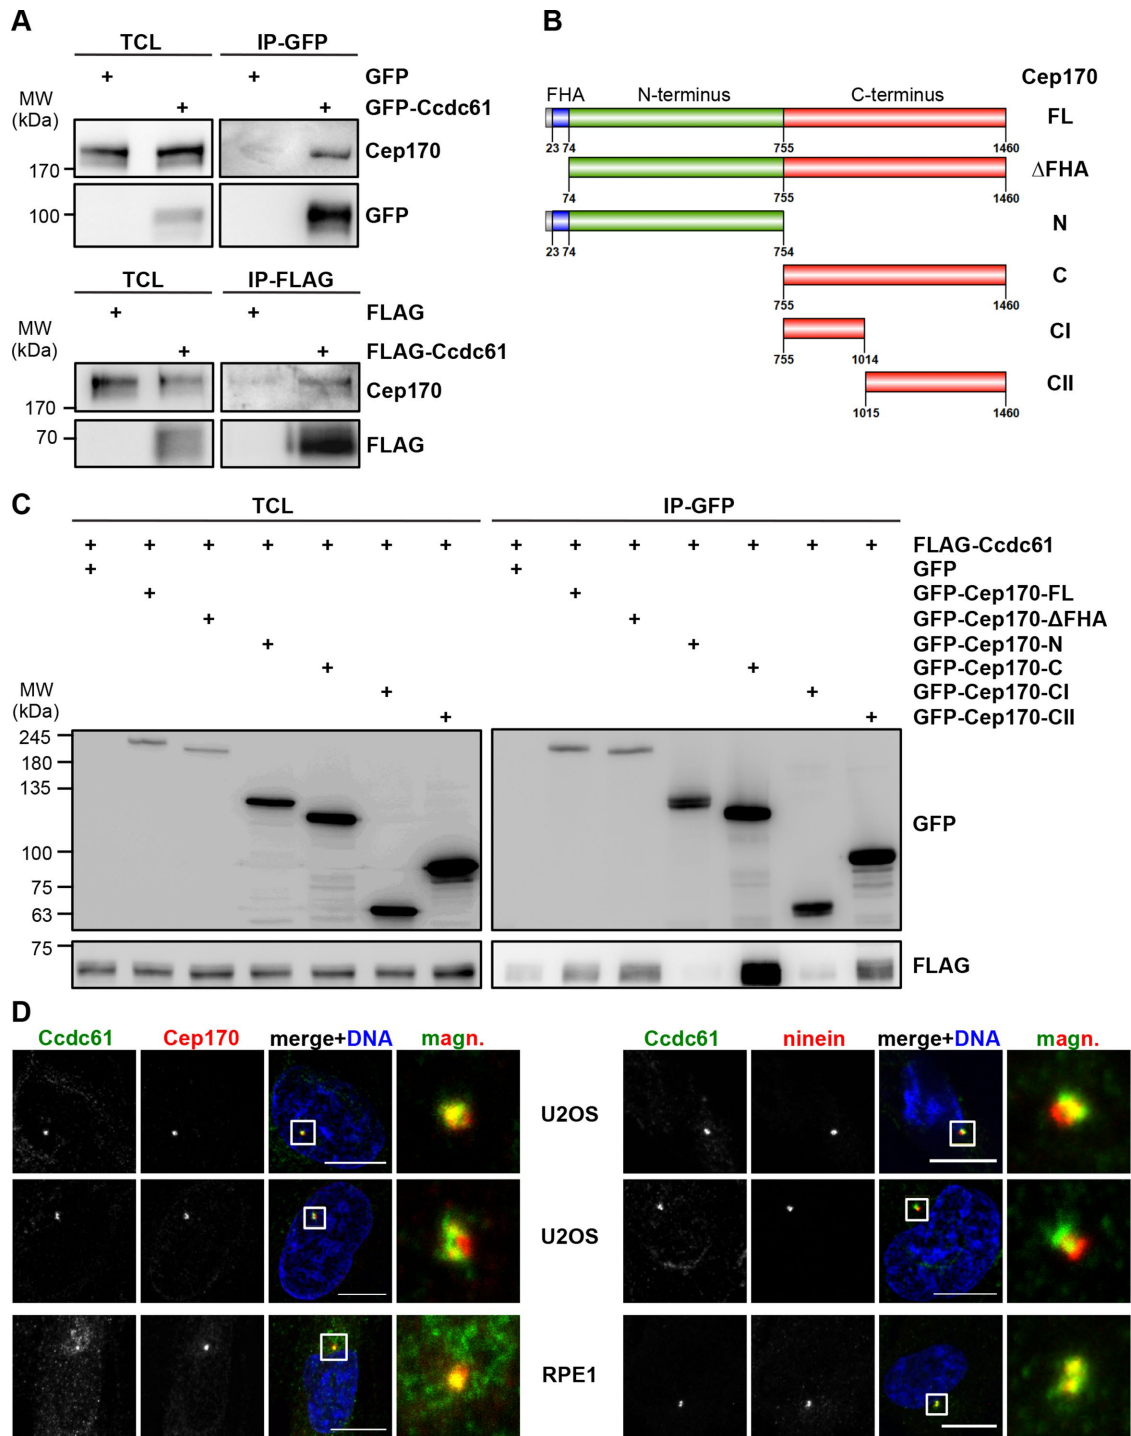 A
TCL IP-GFP
+ + GFP
MW
(kDa)
+ + GFP-Ccdc61
Cep170
170
100
GFP
TCL IP-FLAG
+ + FLAG
MW
(kDa)
+ + FLAG-Ccdc61
Cep170
170
70
FLAG
B
Cep170
FHA N-terminus C-terminus
FL
23 74 755 1460
ΔFHA
74 755 1460
N
23 74 754
C
755 1460
CI
755 1014
CII
1015 1460
C
TCL IP-GFP
+ + + + + + + + + + + + + + FLAG-Ccdc61
+ + GFP
+ + GFP-Cep170-FL
+ + GFP-Cep170-ΔFHA
+ + GFP-Cep170-N
+ + GFP-Cep170-C
MW
(kDa)
+ + GFP-Cep170-CI
+ + GFP-Cep170-CII
245
180
135
GFP
100
75
63
75
FLAG
D
Ccdc61 Cep170 merge+DNA magn. Ccdc61 ninein merge+DNA magn.
U2OS
U2OS
RPE1